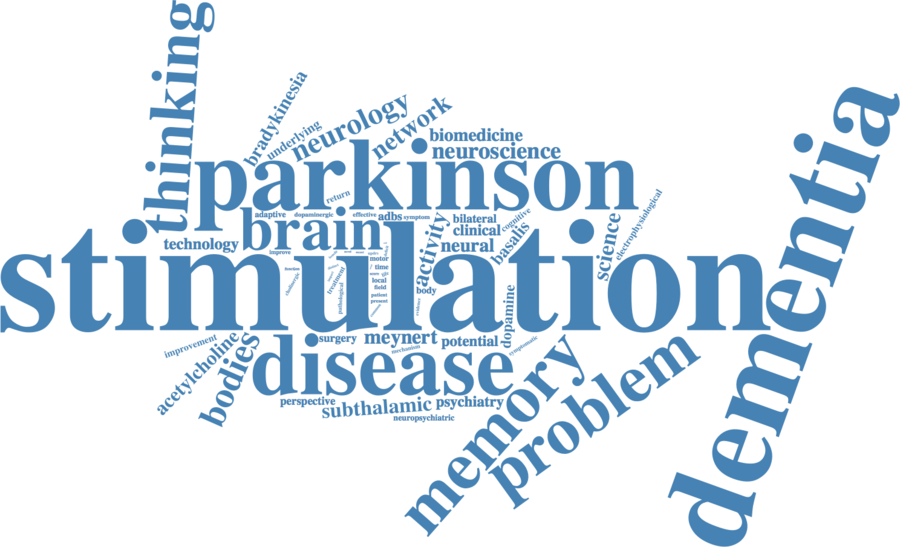 thinking
bradykinesia
underlying
neurology
network
biomedicine
neuroscience
parkinson
return
adaptive
dopaminergic
effective
adbs
symptom
bilateral
cognitive
brain
clinical
technology
activity
neural
basalis
science
electrophysiological
improve
motor
time
local
field
patient
present
treatment
pathological
cholinergic
body
stimulation
dementia
dopamine
improvement
acetylcholine
bodies
surgery
meynert
potential
mechanism
symptomatic
disease
memory
problem
perspective
subthalamic
psychiatry
neuropsychiatric